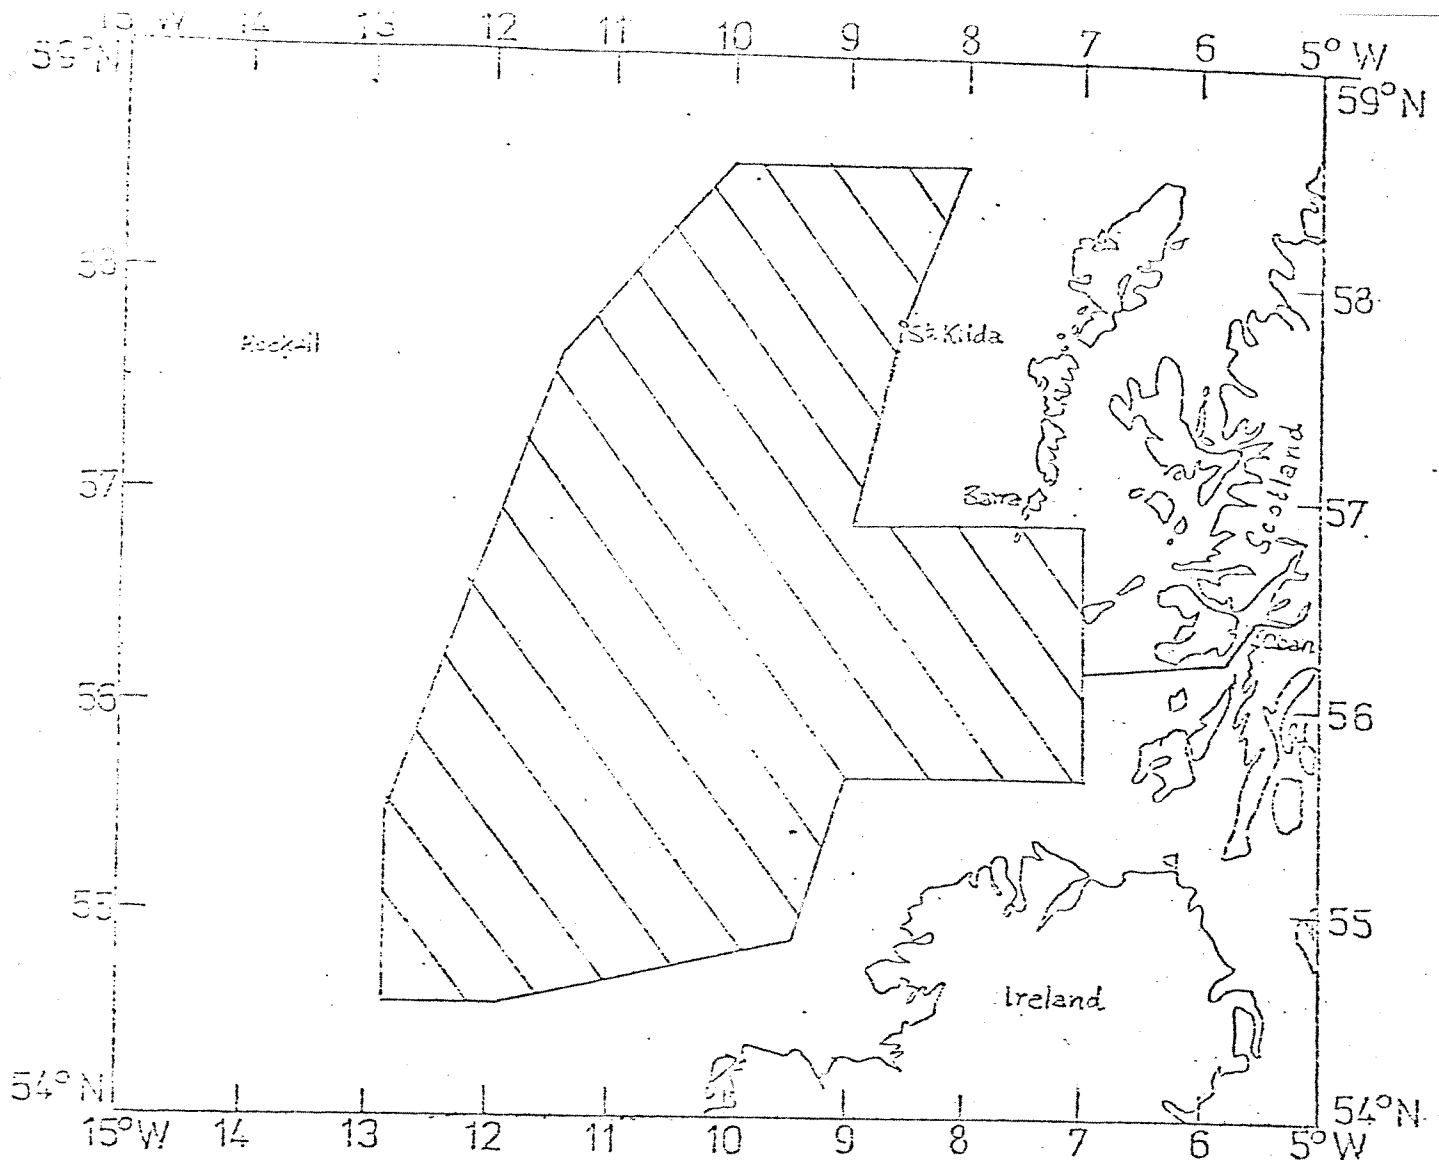 15 W 14 13 12 11 10 9 8 7 6 5° W
59°N 59°N
58 58
St Kilda
Rockall
57 57
Barra
Scotland
Oban
56 56
55 55
Ireland
54°N 54°N
15°W 14 13 12 11 10 9 8 7 6 5° W